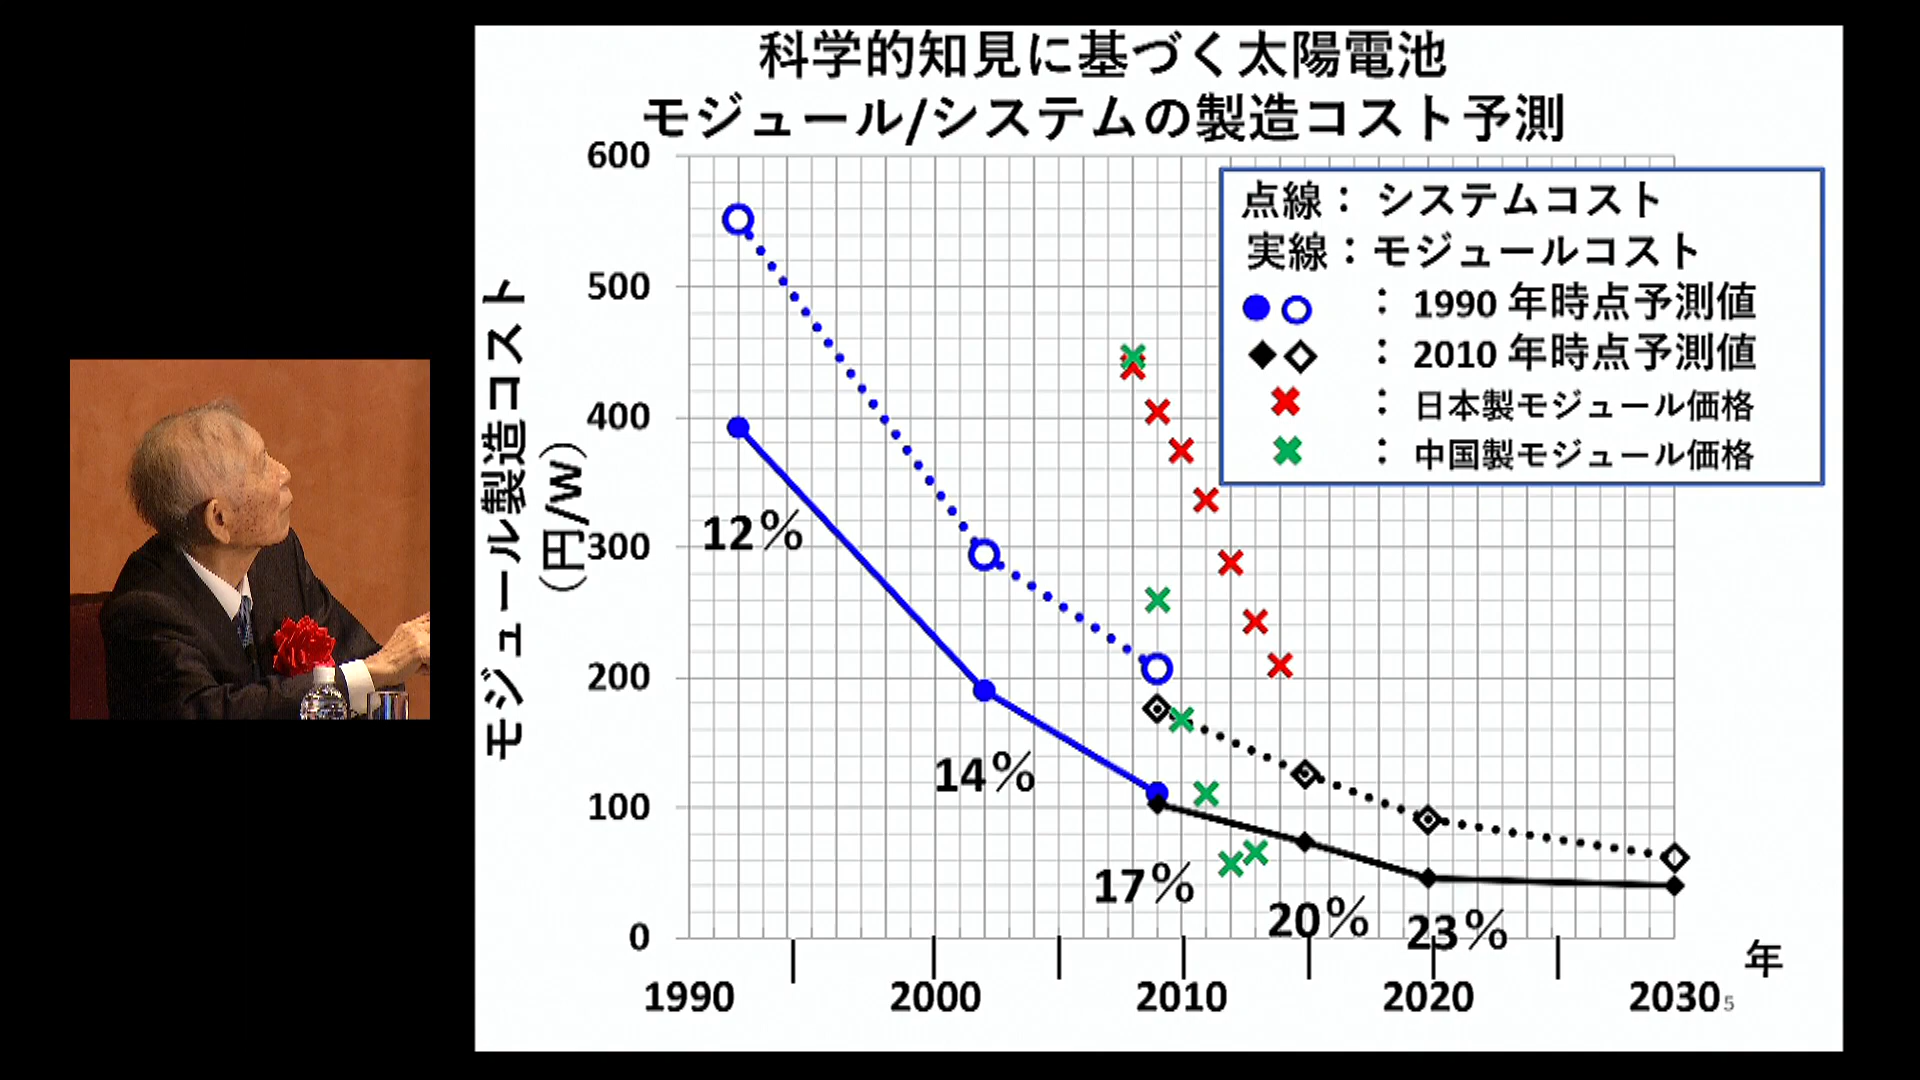 科学的知見に基づく太陽電池
モジュール/システムの製造コスト予測
モジュール製造コスト
(円/W)
600
500
400
300
200
100
0
点線： システムコスト
実線：モジュールコスト
： 1990 年時点予測値
： 2010 年時点予測値
： 日本製モジュール価格
： 中国製モジュール価格
12%
14%
17%
20%
23%
年
1990 2000 2010 2020 2030
5